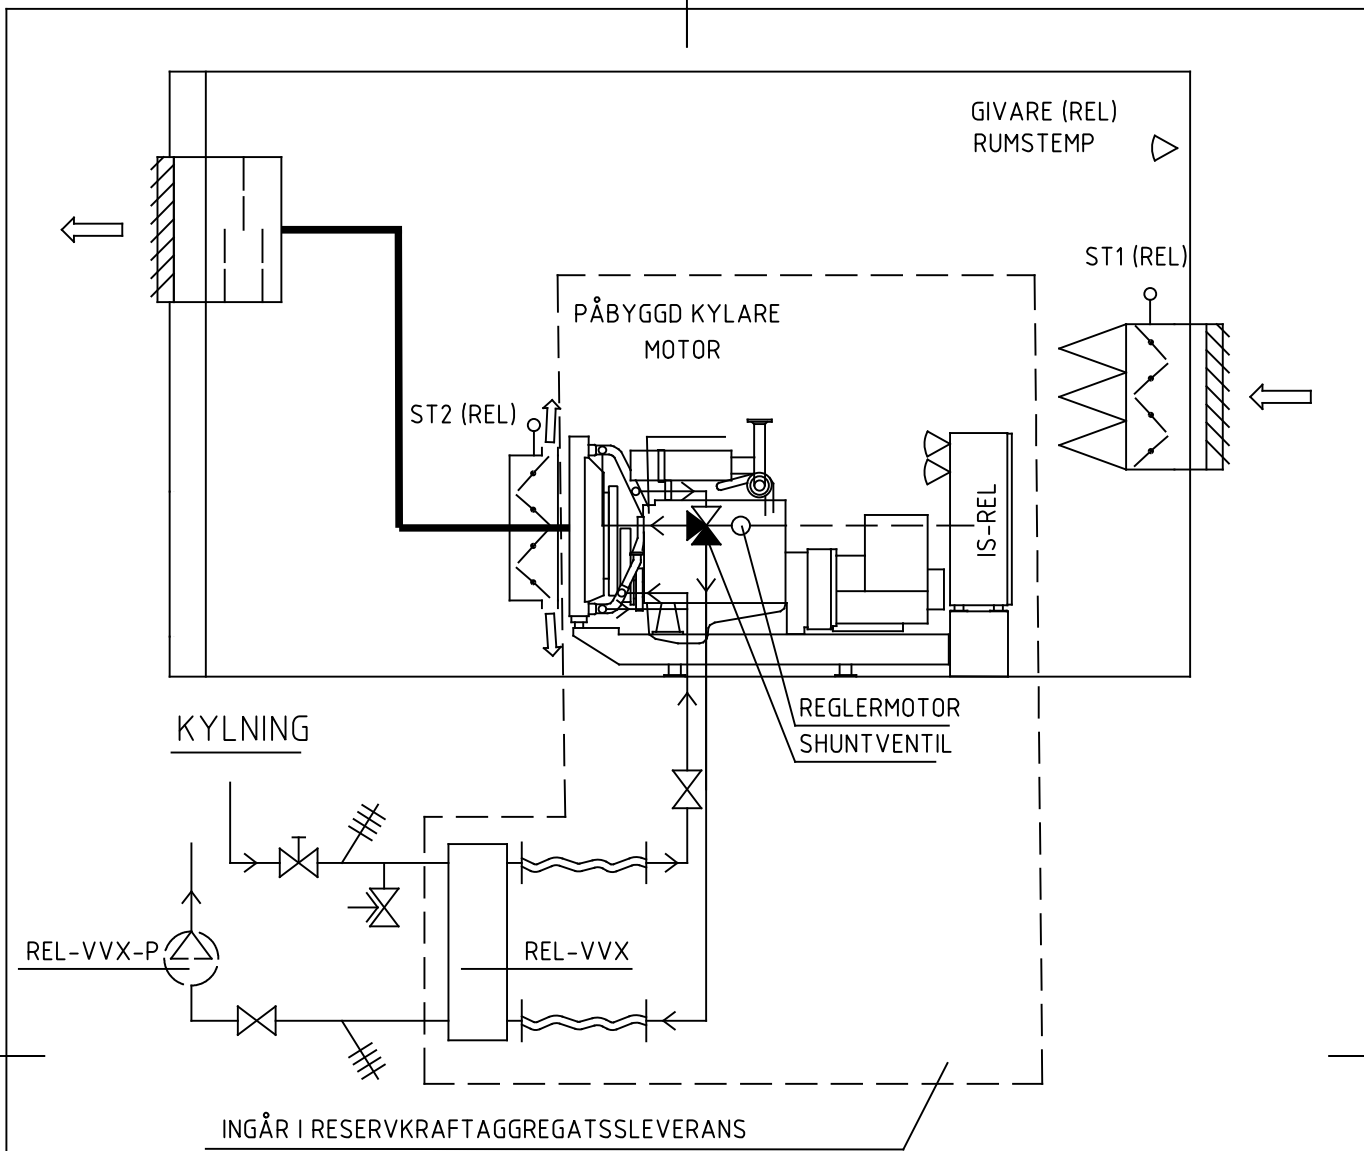 GIVARE (REL)
RUMSTEMP
ST1 (REL)
PÅBYGGD KYLARE
MOTOR
ST2 (REL)
IS-REL
REGLERMOTOR
SHUNTVENTIL
KYLNING
REL-VVX-P
REL-VVX
INGÅR I RESERVKRAFTAGGREGATSSLEVERANS